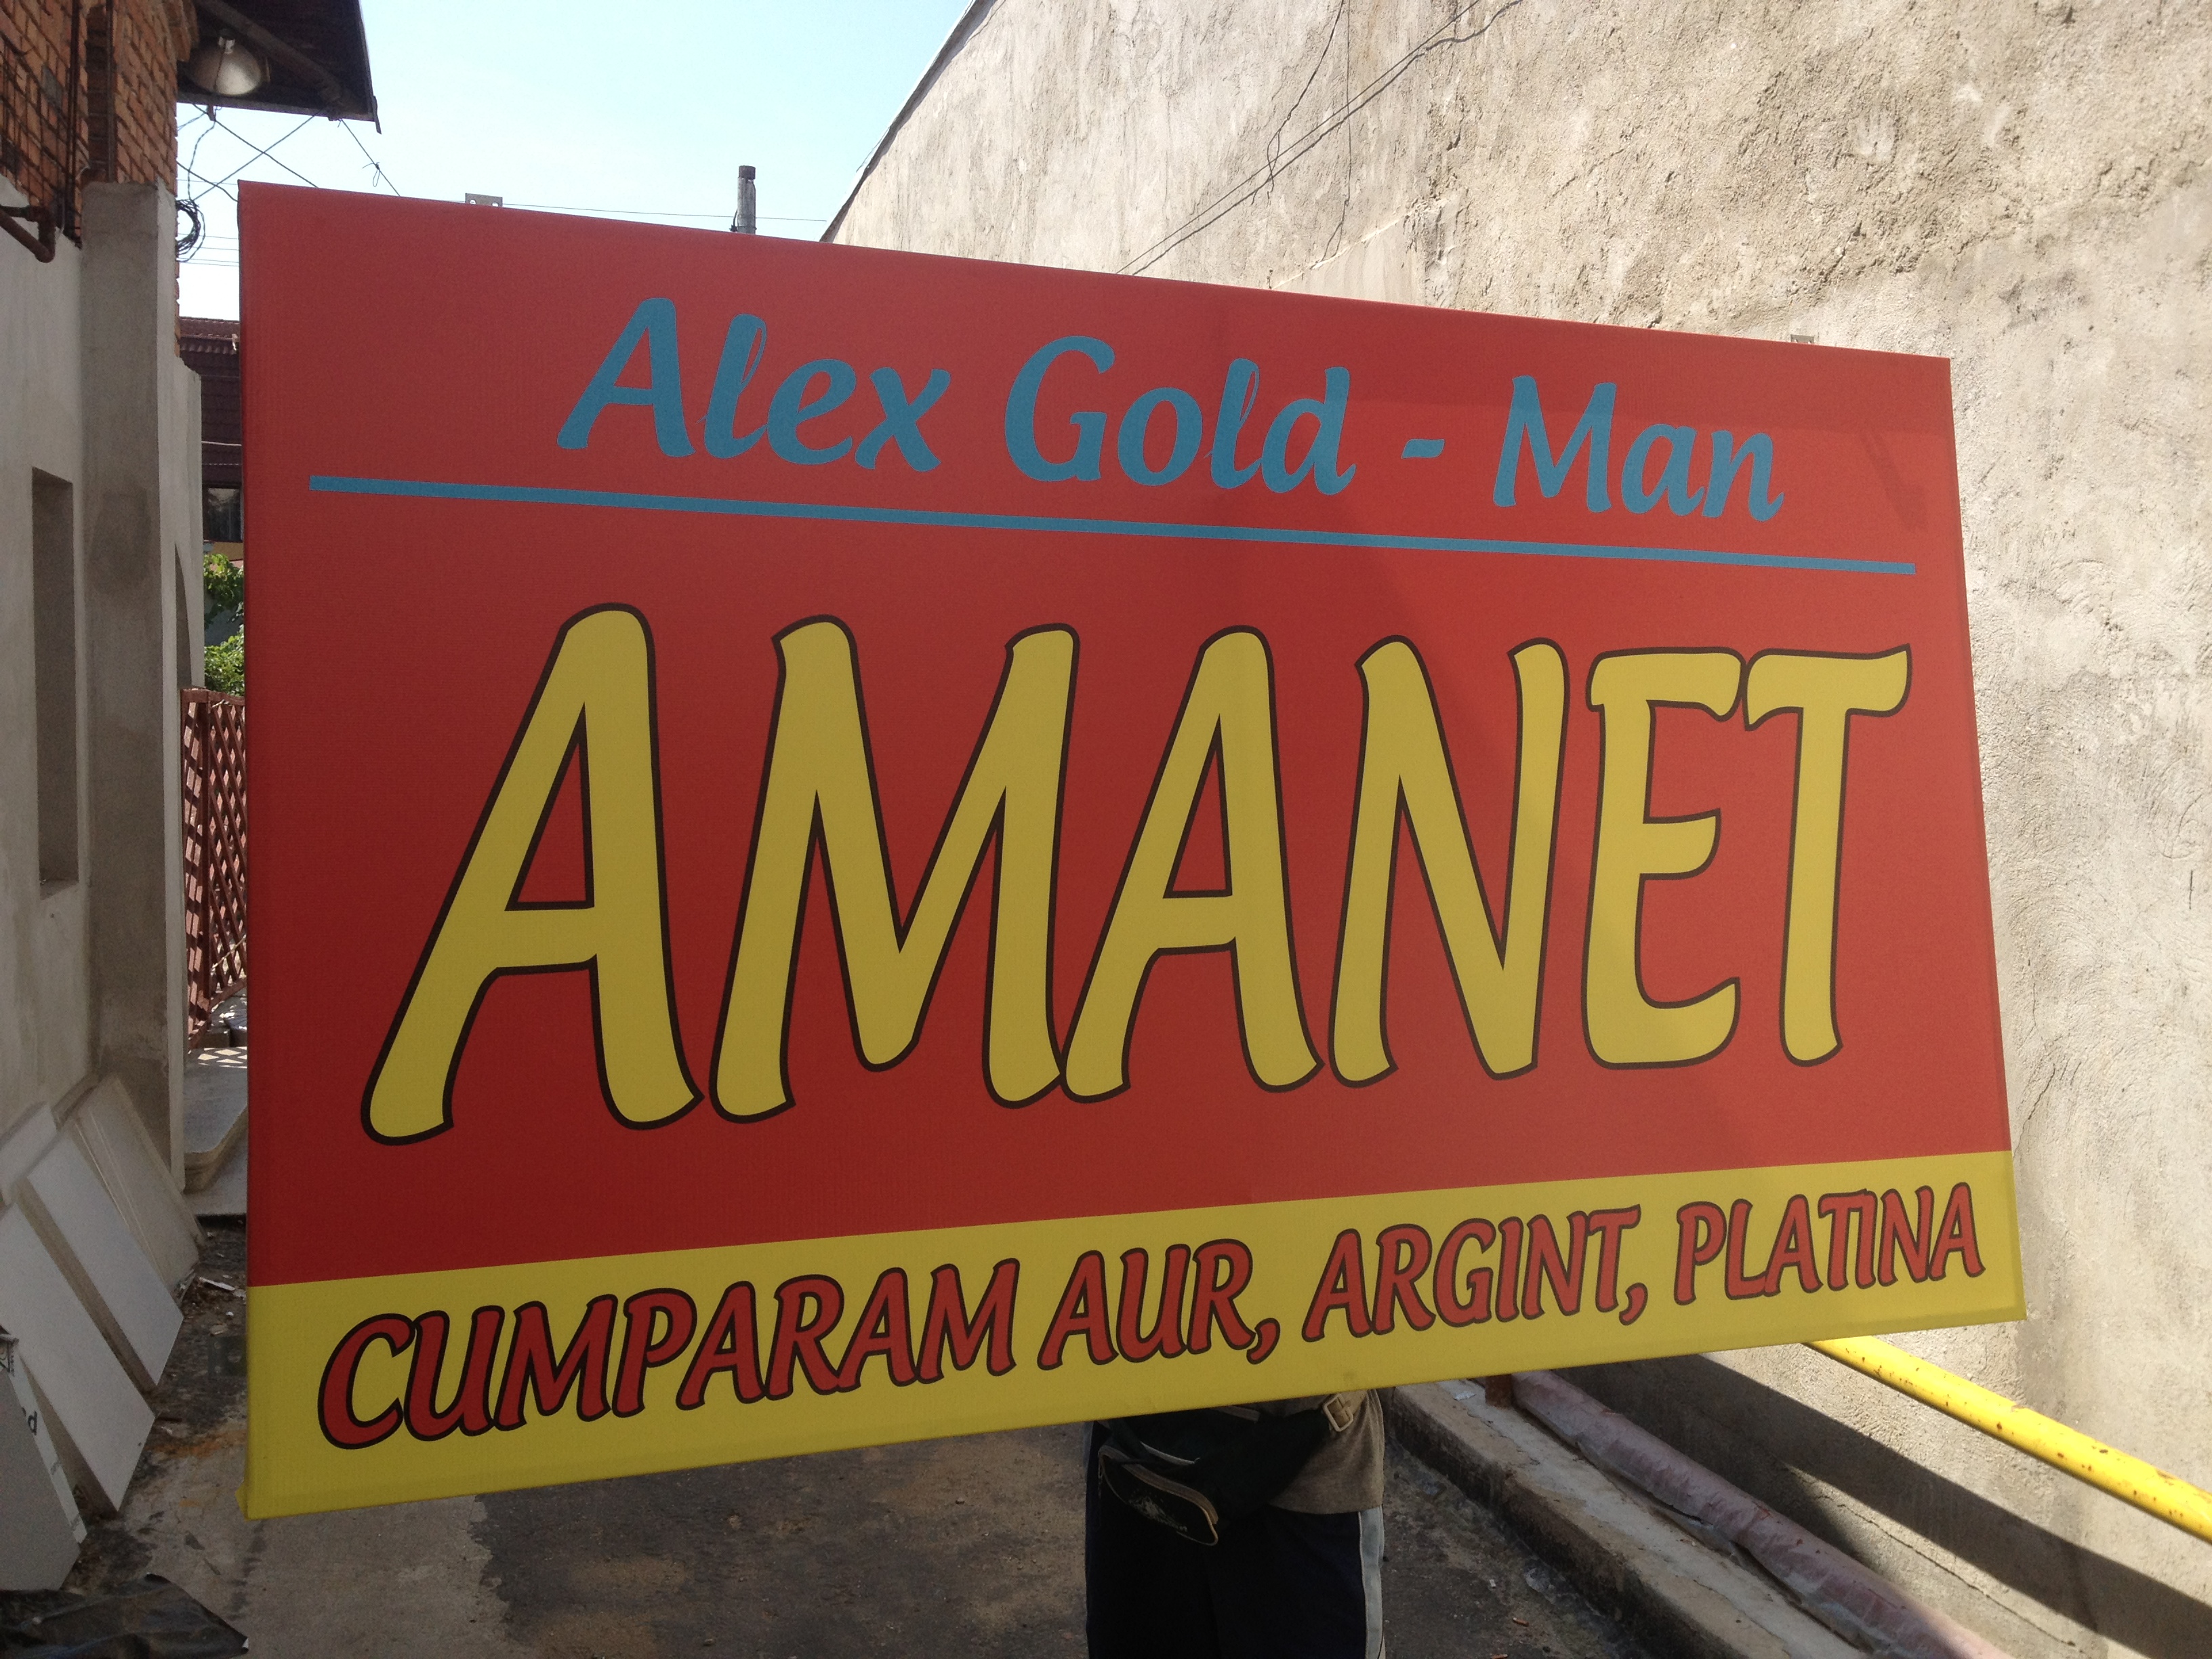 Alex Gold - Man
AMANET
CUMPARAM AUR, ARGINT, PLATINA